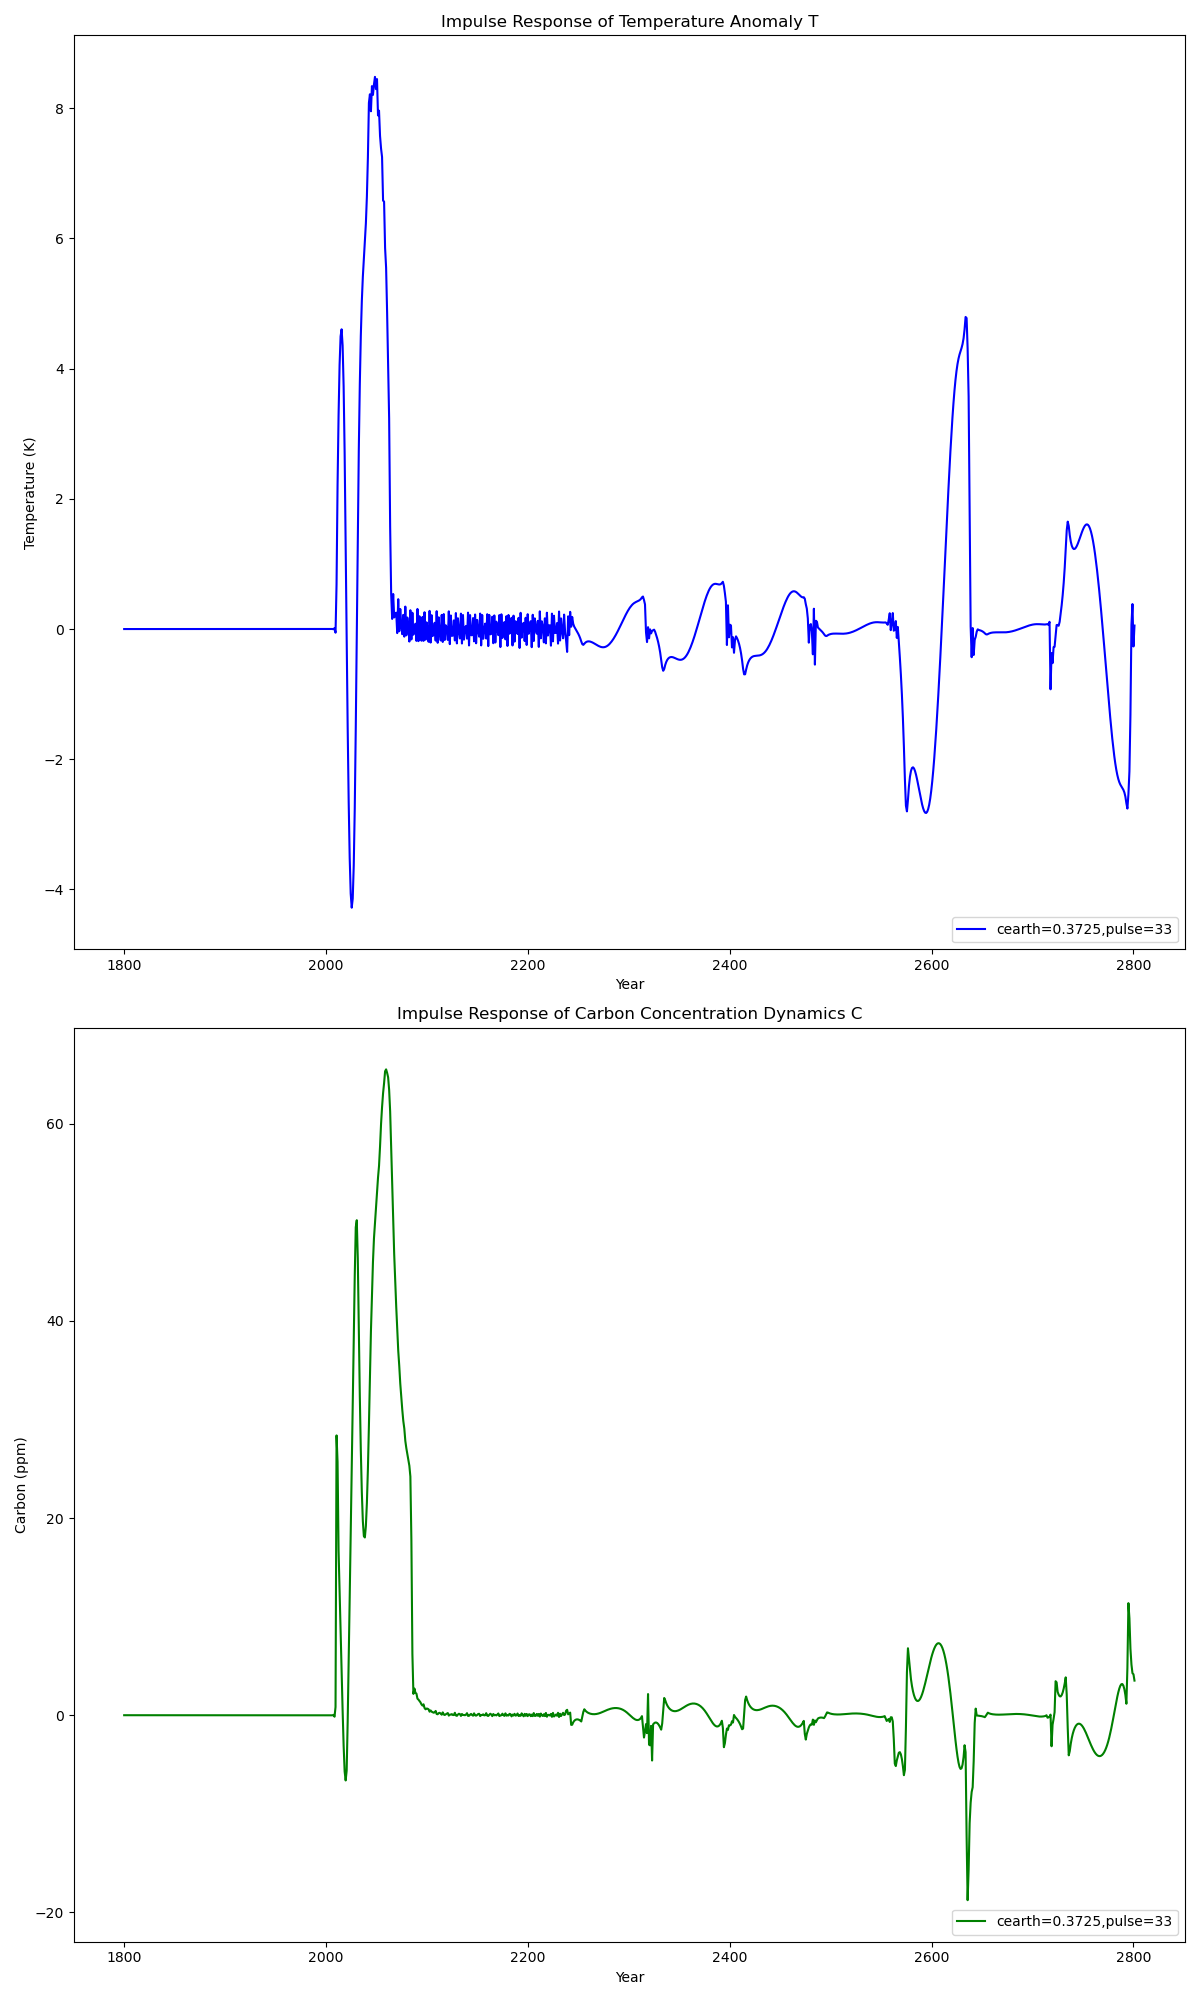 Impulse Response of Temperature Anomaly T
8
6
4
2
0
−2
−4
Temperature (K)
1800 2000 2200 2400 2600 2800
Year
cearth=0.3725,pulse=33
Impulse Response of Carbon Concentration Dynamics C
60
40
20
0
−20
Carbon (ppm)
1800 2000 2200 2400 2600 2800
Year
cearth=0.3725,pulse=33